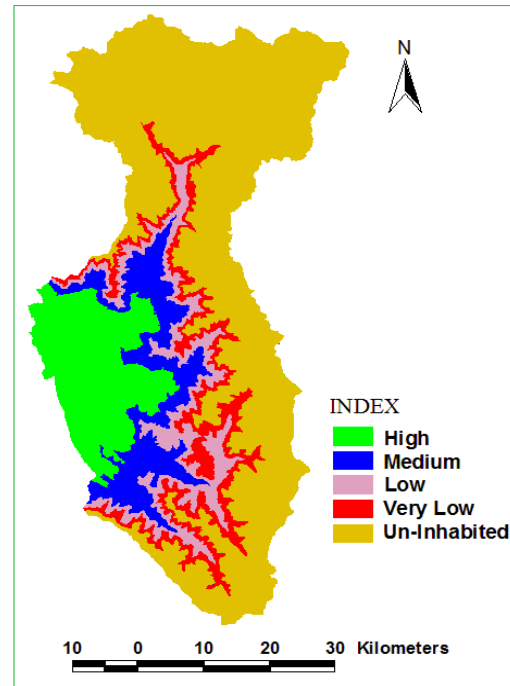 N
INDEX
High
Medium
Low
Very Low
Un-Inhabited
10 0 10 20 30 Kilometers